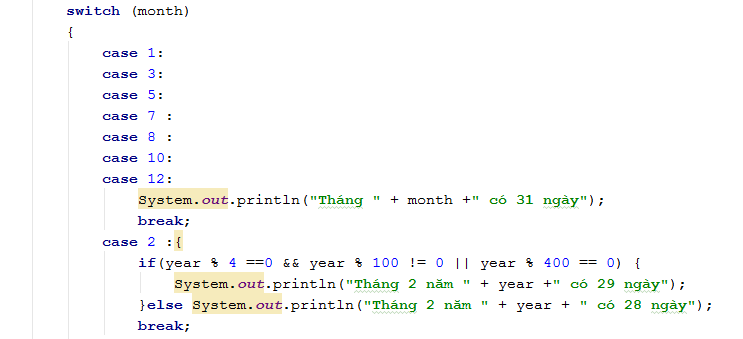 switch (month)
{
case 1:
case 3:
case 5:
case 7 :
case 8 :
case 10:
case 12:
System.out.println("Tháng " + month +" có 31 ngày");
break;
case 2 :{
if(year % 4 ==0 && year % 100 != 0 || year % 400 == 0) {
System.out.println("Tháng 2 năm " + year +" có 29 ngày");
}else System.out.println("Tháng 2 năm " + year + " có 28 ngày");
break;